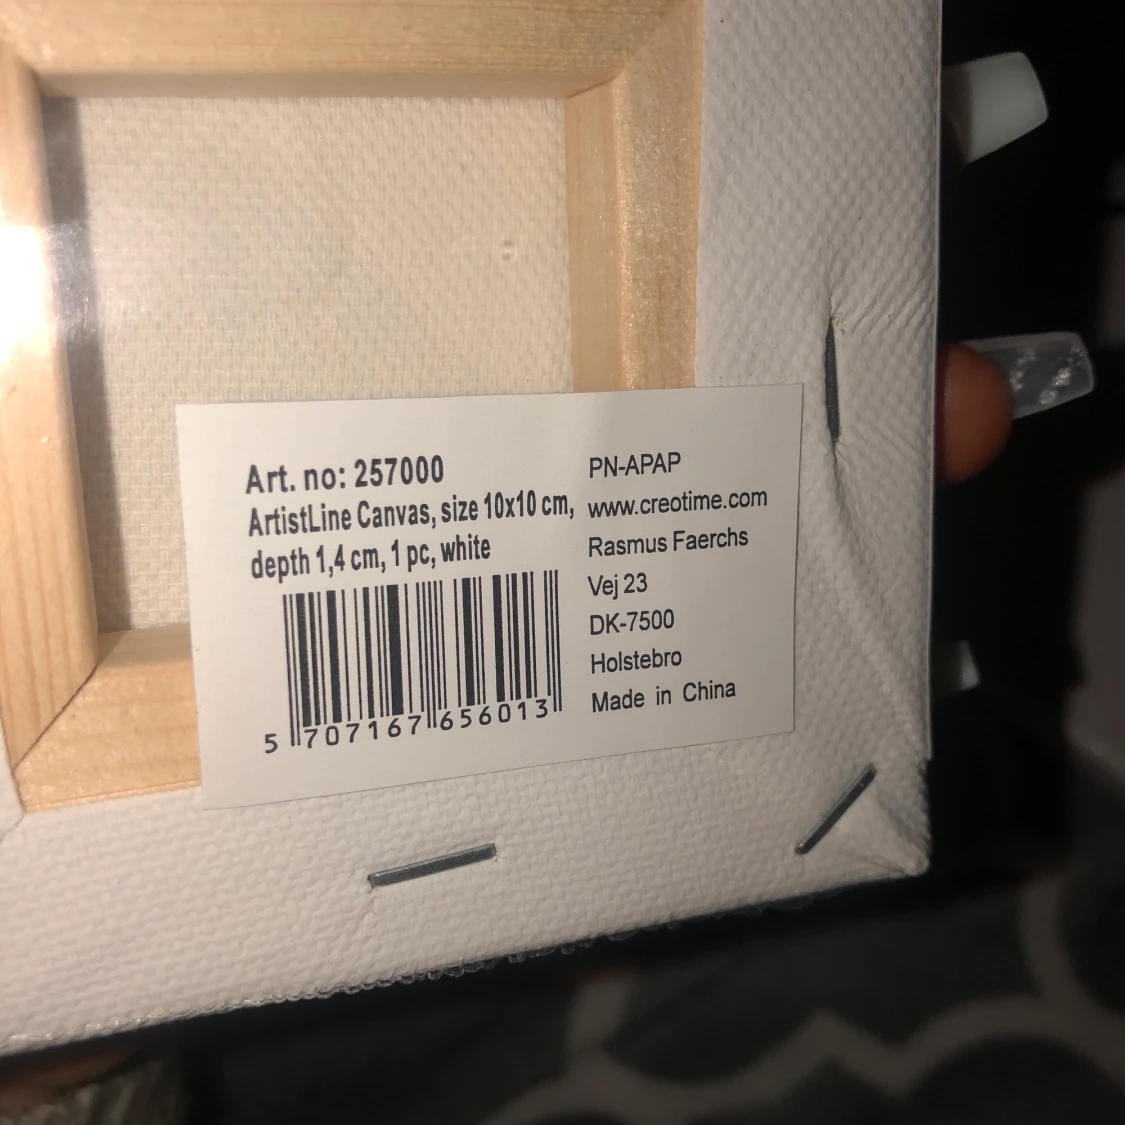 Art. no: 257000
ArtistLine Canvas, size 10x10 cm,
depth 1,4 cm, 1 pc, white
5 707167 656013
PN-APAP
www.creotime.com
Rasmus Faerchs
Vej 23
DK-7500
Holstebro
Made in China